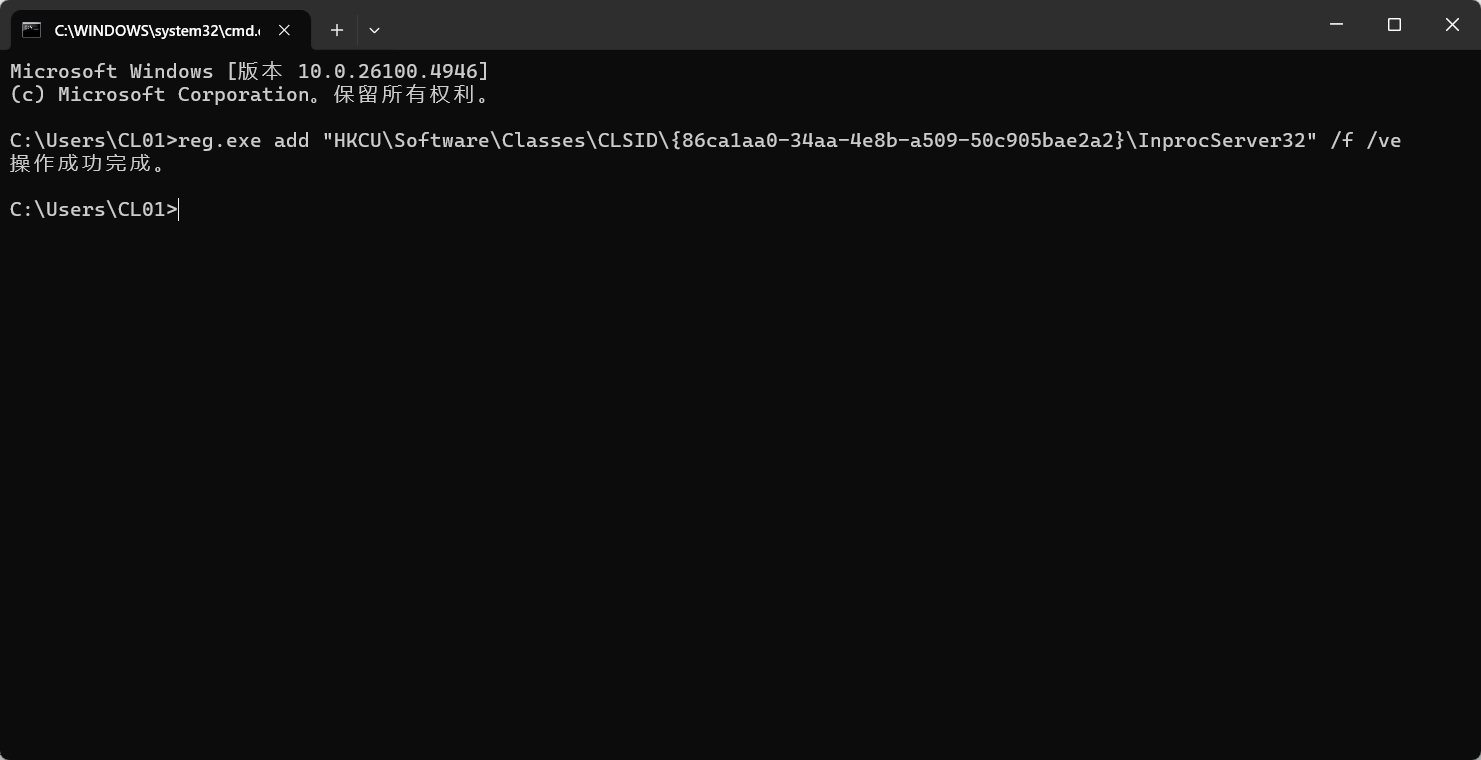 C:\WINDOWS\system32\cmd.
Microsoft Windows [版本 10.0.26100.4946]
(c) Microsoft Corporation。保留所有权利。
C:\Users\CL01>reg.exe add "HKCU\Software\Classes\CLSID\{86ca1aa0-34aa-4e8b-a509-50c905bae2a2}\InprocServer32" /f /ve
操作成功完成。
C:\Users\CL01>